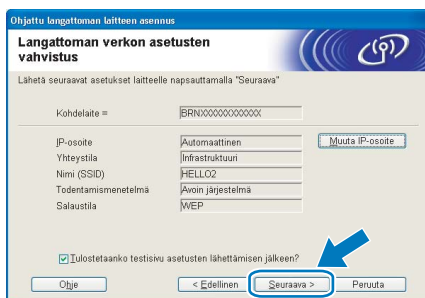 Ohjattu langattoman laitteen asennus
Langattoman verkon asetusten
vahvistus
Lähetä seuraavat asetukset laitteelle napsauttamalla "Seuraava"
Kohdelaite = BRNXXXXXXXXXXXX
IP-osoite Automaattinen Muuta IP-osoite
Yhteystila Infrastruktuuri
Nimi (SSID) HELLO2
Todentamismenetelmä Avoin järjestelmä
Salaustila WEP
Tulostetaanko testisivu asetusten lähettämisen jälkeen?
Ohje < Edellinen Seuraava > Peruuta